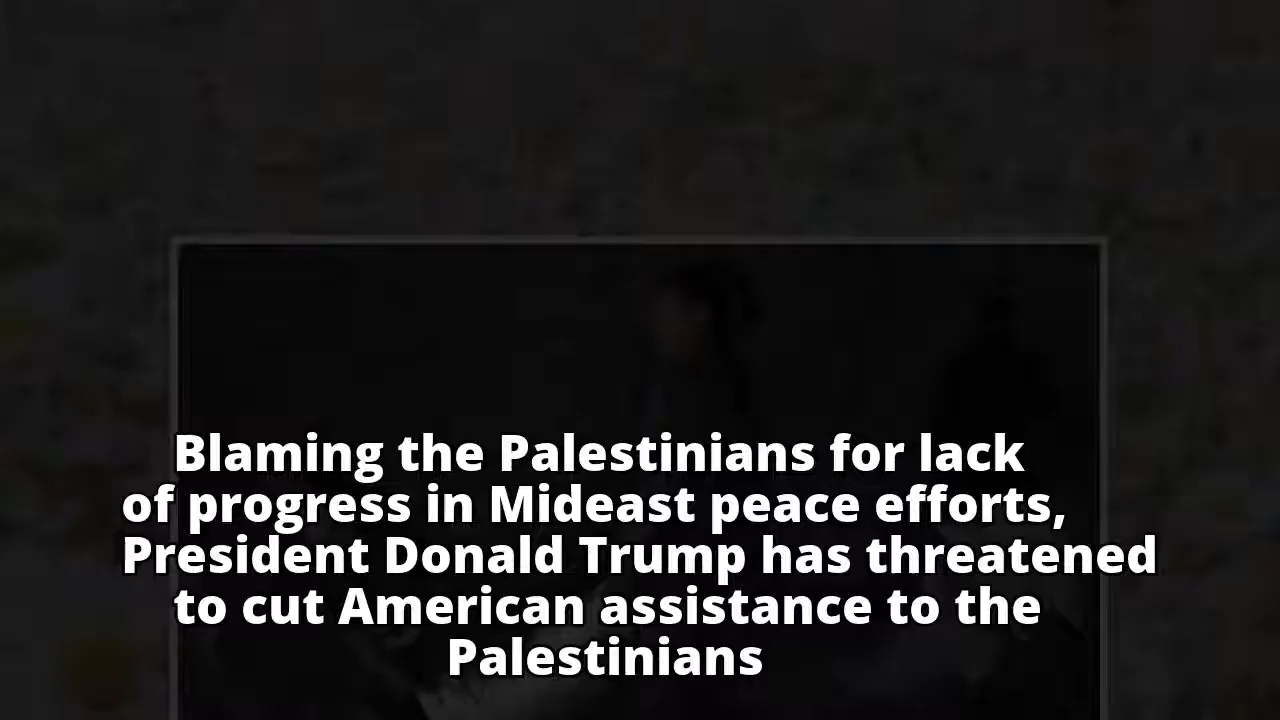 Blaming the Palestinians for lack
of progress in Mideast peace efforts,
President Donald Trump has threatened
to cut American assistance to the
Palestinians